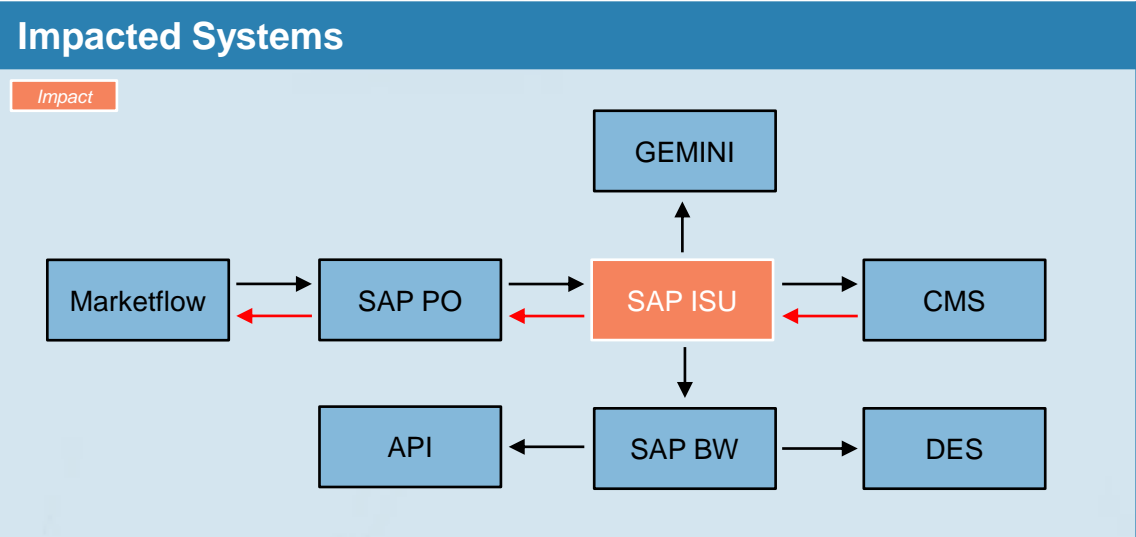 Impacted Systems
Impact
GEMINI
Marketflow
SAP PO
SAP ISU
CMS
API
SAP BW
DES